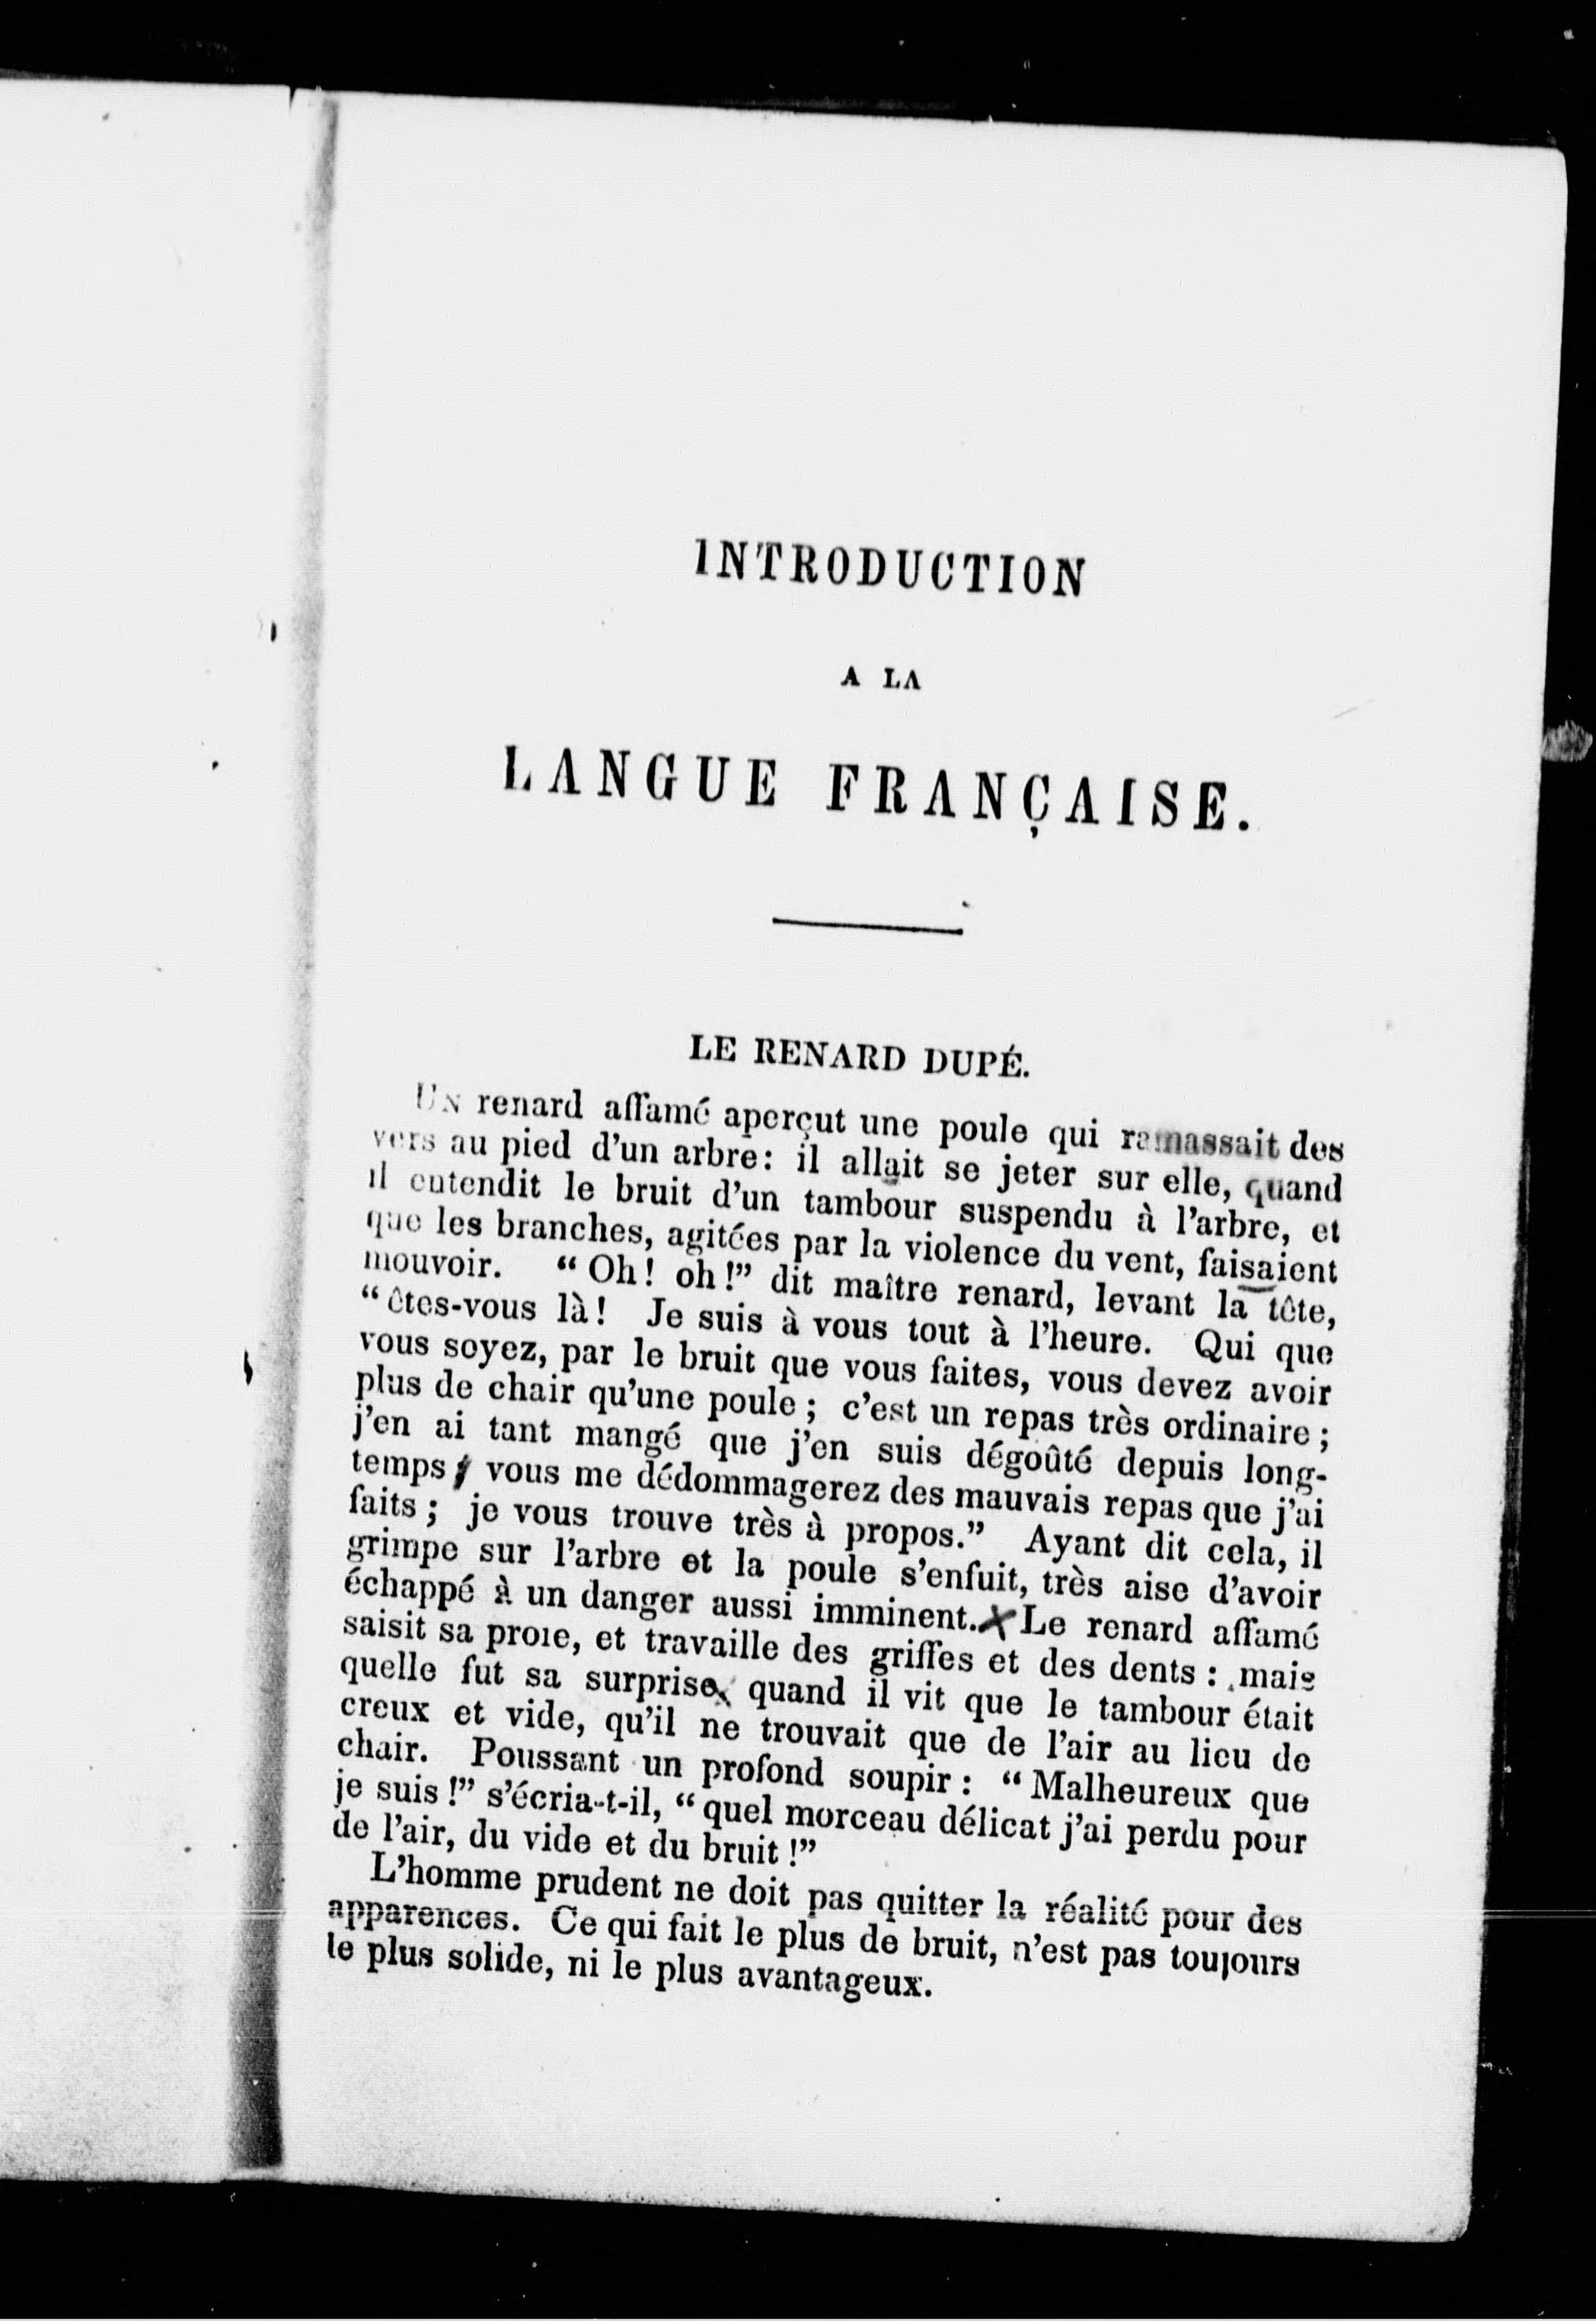 INTRODUCTION
A LA
LANGUE FRANÇAISE.
LE RENARD DUPÉ.
UN renard affamé aperçut une poule qui ramassait des
vers au pied d'un arbre: il allait se jeter sur elle, quand
il entendit le bruit d'un tambour suspendu à l'arbre, et
que les branches, agitées par la violence du vent, faisaient
mouvoir. “Oh! oh!” dit maître renard, levant la tête,
“êtes-vous là! Je suis à vous tout à l'heure. Qui que
vous soyez, par le bruit que vous faites, vous devez avoir
plus de chair qu'une poule; c'est un repas très ordinaire;
j'en ai tant mangé que j'en suis dégoûté depuis long-
temps; vous me dédommagerez des mauvais repas que j'ai
faits; je vous trouve très à propos.” Ayant dit cela, il
grimpe sur l'arbre et la poule s'enfuit, très aise d'avoir
échappé à un danger aussi imminent. Le renard affamé
saisit sa proie, et travaille des griffes et des dents: mais
quelle fut sa surprise, quand il vit que le tambour était
creux et vide, qu'il ne trouvait que de l'air au lieu de
chair. Poussant un profond soupir: “Malheureux que
je suis!” s'écria-t-il, “quel morceau délicat j'ai perdu pour
de l'air, du vide et du bruit!”
L'homme prudent ne doit pas quitter la réalité pour des
apparences. Ce qui fait le plus de bruit, n'est pas toujours
le plus solide, ni le plus avantageux.